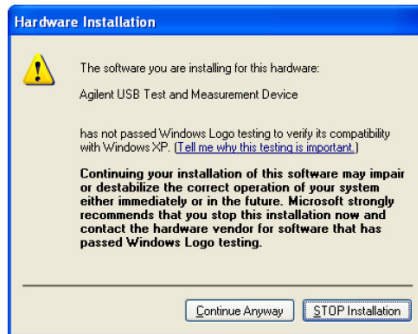 Hardware Installation
The software you are installing for this hardware:
Agilent USB Test and Measurement Device
has not passed Windows Logo testing to verify its compatibility
with Windows XP. (Tell me why this testing is important.)
Continuing your installation of this software may impair
or destabilize the correct operation of your system
either immediately or in the future. Microsoft strongly
recommends that you stop this installation now and
contact the hardware vendor for software that has
passed Windows Logo testing.
Continue Anyway
STOP Installation